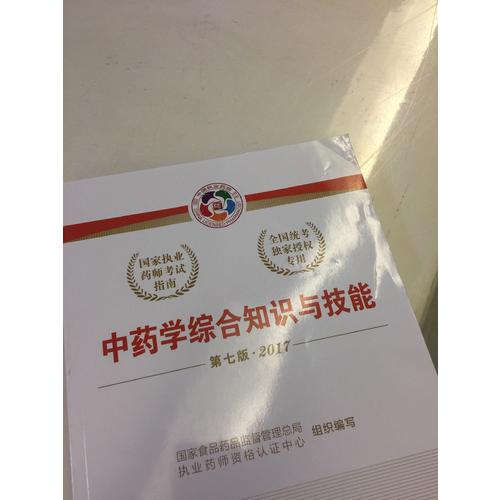 国家执业
药师考试
指南
全国统考
独家授权
专用
中药学综合知识与技能
第七版·2017
国家食品药品监督管理总局
执业药师资格认证中心
组织编写